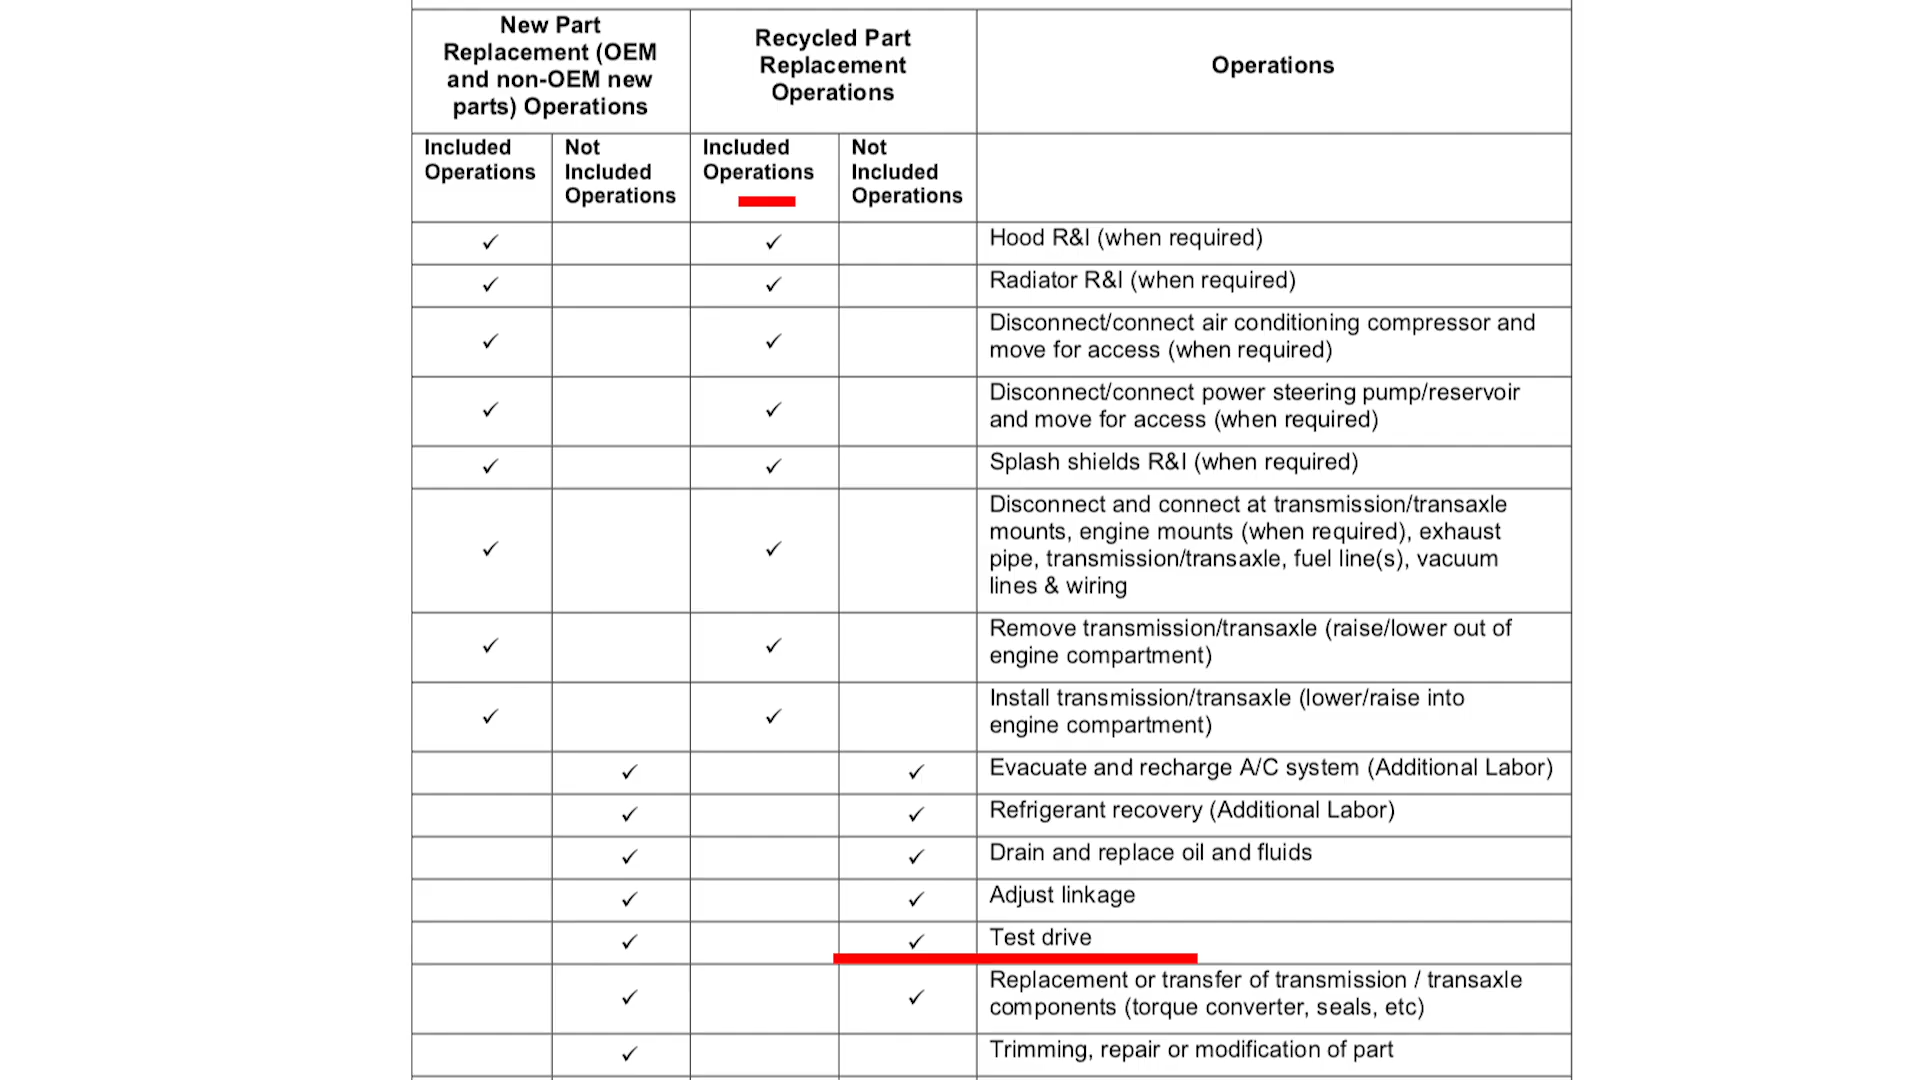 New Part
Replacement (OEM
and non-OEM new
parts) Operations
Recycled Part
Replacement
Operations
Operations
Included
Operations
Not
Included
Operations
Included
Operations
Not
Included
Operations
✓ ✓ Hood R&I (when required)
✓ ✓ Radiator R&I (when required)
✓ ✓ Disconnect/connect air conditioning compressor and
move for access (when required)
✓ ✓ Disconnect/connect power steering pump/reservoir
and move for access (when required)
✓ ✓ Splash shields R&I (when required)
✓ ✓ Disconnect and connect at transmission/transaxle
mounts, engine mounts (when required), exhaust
pipe, transmission/transaxle, fuel line(s), vacuum
lines & wiring
✓ ✓ Remove transmission/transaxle (raise/lower out of
engine compartment)
✓ ✓ Install transmission/transaxle (lower/raise into
engine compartment)
✓ ✓ Evacuate and recharge A/C system (Additional Labor)
✓ ✓ Refrigerant recovery (Additional Labor)
✓ ✓ Drain and replace oil and fluids
✓ ✓ Adjust linkage
✓ ✓ Test drive
✓ ✓ Replacement or transfer of transmission / transaxle
components (torque converter, seals, etc)
✓ Trimming, repair or modification of part